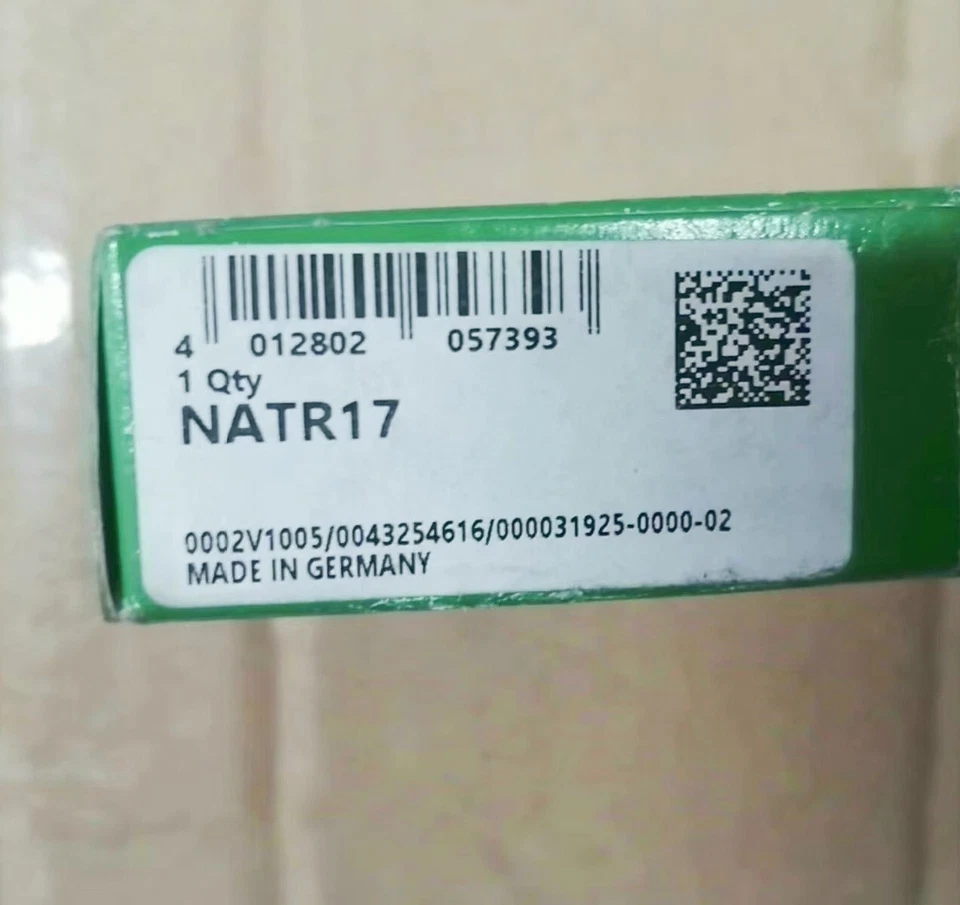 4 012802 057393
1 Qty
NATR17
0002V1005/0043254616/000031925-0000-02
MADE IN GERMANY